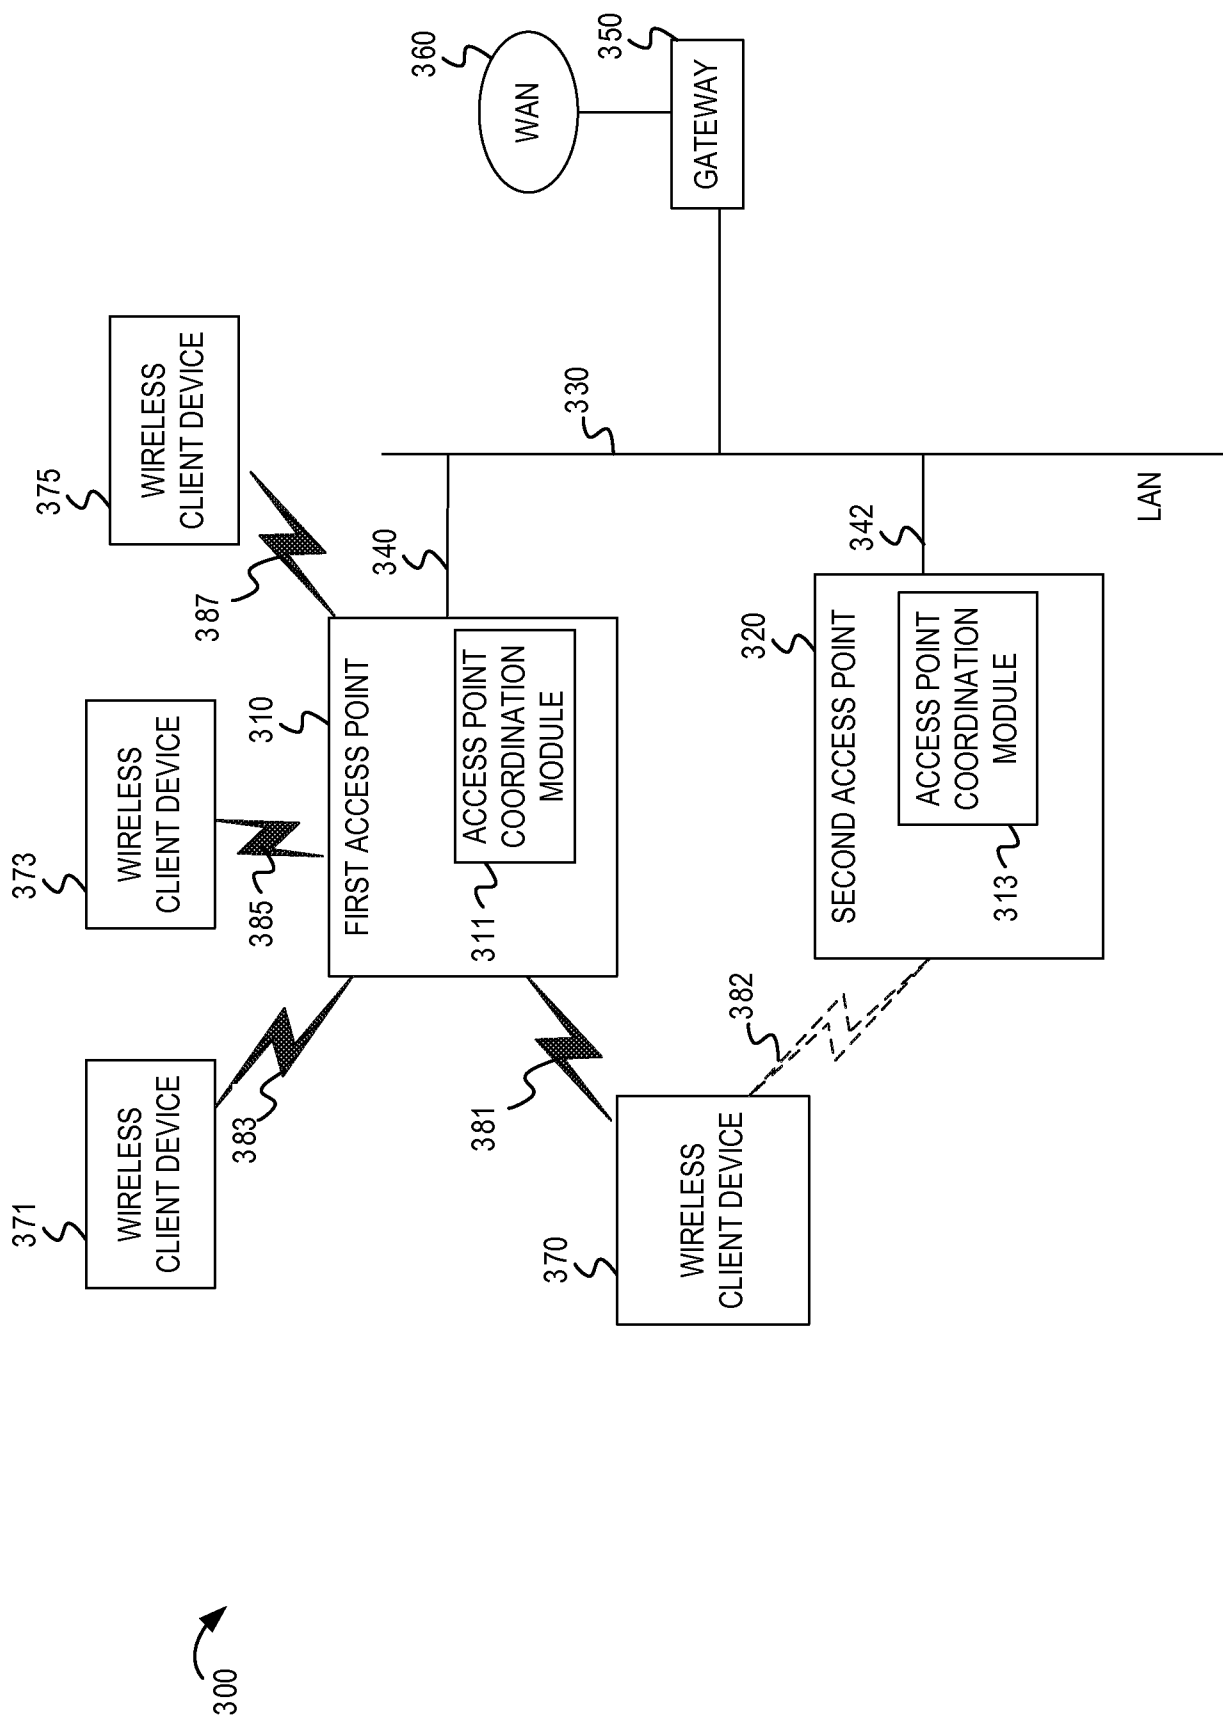 300
371
WIRELESS
CLIENT DEVICE
373
WIRELESS
CLIENT DEVICE
375
WIRELESS
CLIENT DEVICE
383
385
387
310
FIRST ACCESS POINT
311
ACCESS POINT
COORDINATION
MODULE
340
360
WAN
350
GATEWAY
330
381
370
WIRELESS
CLIENT DEVICE
382
320
SECOND ACCESS POINT
313
ACCESS POINT
COORDINATION
MODULE
342
LAN